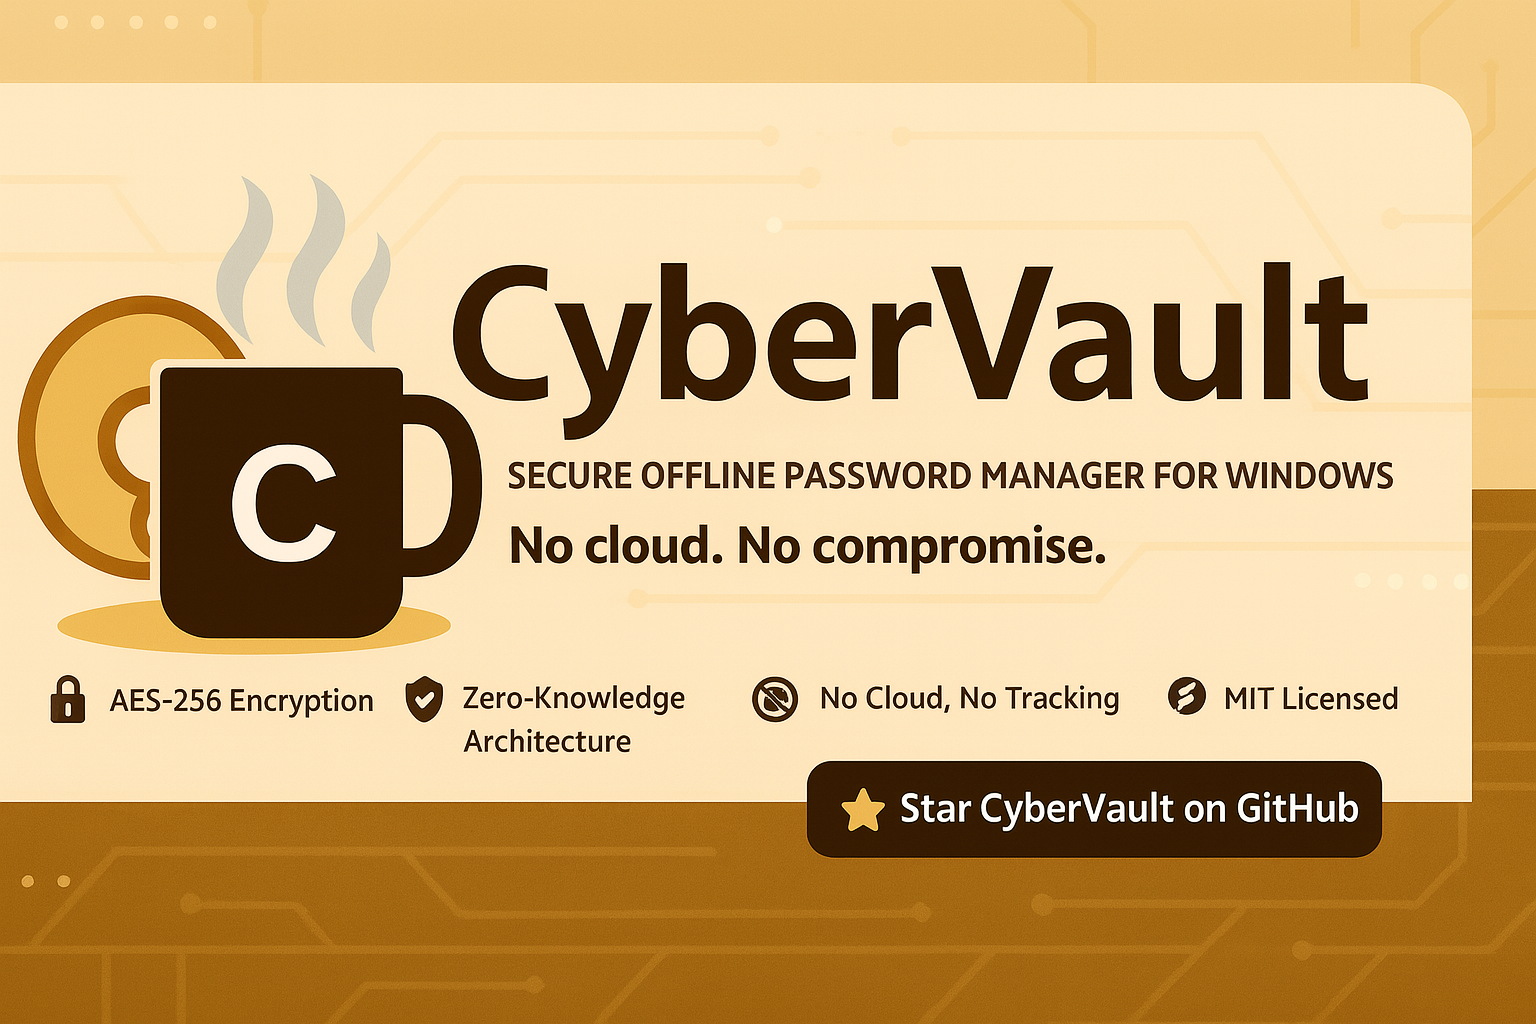 C
CyberVault
SECURE OFFLINE PASSWORD MANAGER FOR WINDOWS
No cloud. No compromise.
AES-256 Encryption
Zero-Knowledge
Architecture
No Cloud, No Tracking
MIT Licensed
Star CyberVault on GitHub